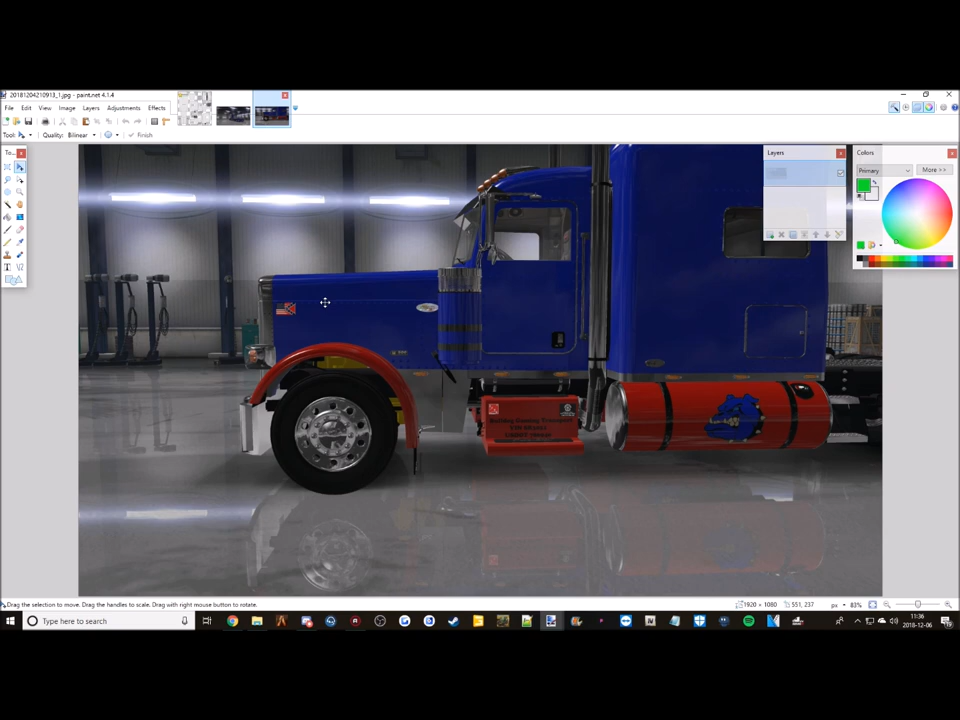 20181204210913_1.jpg - paint.net 4.1.4
File Edit View Image Layers Adjustments Effects
Tool: Quality: Bilinear Finish
To...
Layers
Colors
Primary
More >>
Drag the selection to move. Drag the handles to scale. Drag with right mouse button to rotate.
1920 × 1080
551, 237
px
83%
Type here to search
11:36
2018-12-06